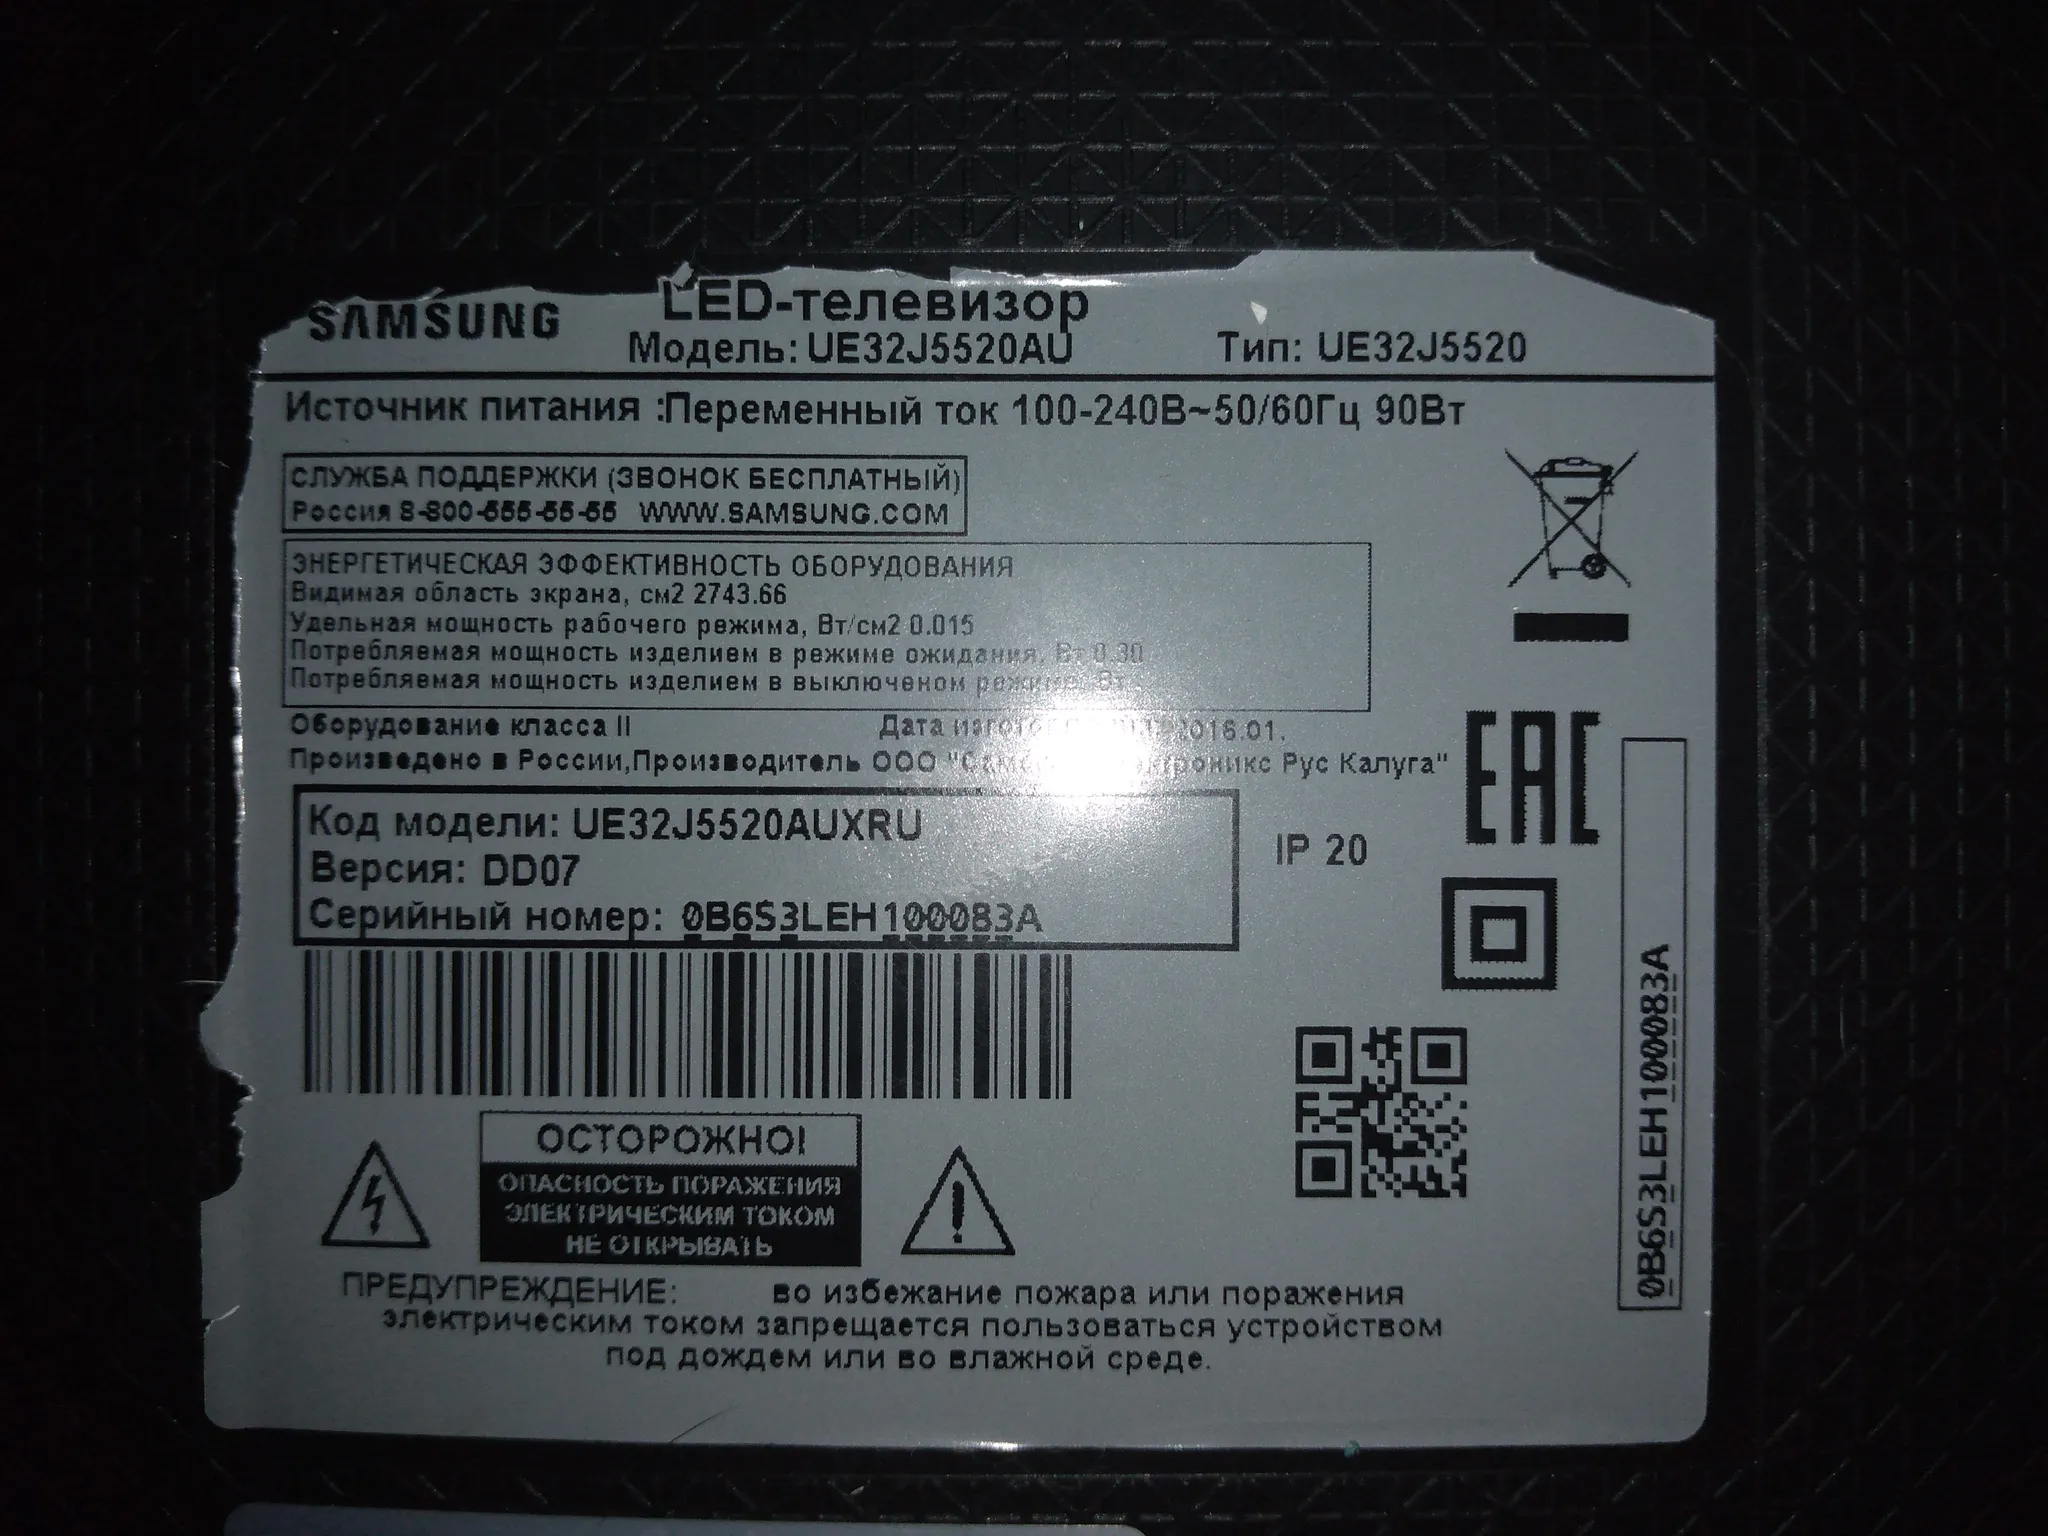 SAMSUNG
LED-телевизор
Модель: UE32J5520AU
Тип: UE32J5520
Источник питания :Переменный ток 100-240В~50/60Гц 90Вт
СЛУЖБА ПОДДЕРЖКИ (ЗВОНОК БЕСПЛАТНЫЙ)
Россия 8-800-555-55-55 WWW.SAMSUNG.COM
ЭНЕРГЕТИЧЕСКАЯ ЭФФЕКТИВНОСТЬ ОБОРУДОВАНИЯ
Видимая область экрана, см2 2743.66
Удельная мощность рабочего режима, Вт/см2 0.015
Потребляемая мощность изделием в режиме ожидания, Вт 0.30
Потребляемая мощность изделием в выключеном режиме, Вт
Оборудование класса II
Дата 2016.01.
Произведено в России,Производитель ООО Рус Калуга"
EAC
Код модели: UE32J5520AUXRU
Версия: DD07
Серийный номер: 0B6S3LEH100083A
IP 20
0B6S3LEH100083A
ОСТОРОЖНО!
ОПАСНОСТЬ ПОРАЖЕНИЯ
ЭЛЕКТРИЧЕСКИМ ТОКОМ
НЕ ОТКРЫВАТЬ
ПРЕДУПРЕЖДЕНИЕ: во избежание пожара или поражения
электрическим током запрещается пользоваться устройством
под дождем или во влажной среде.